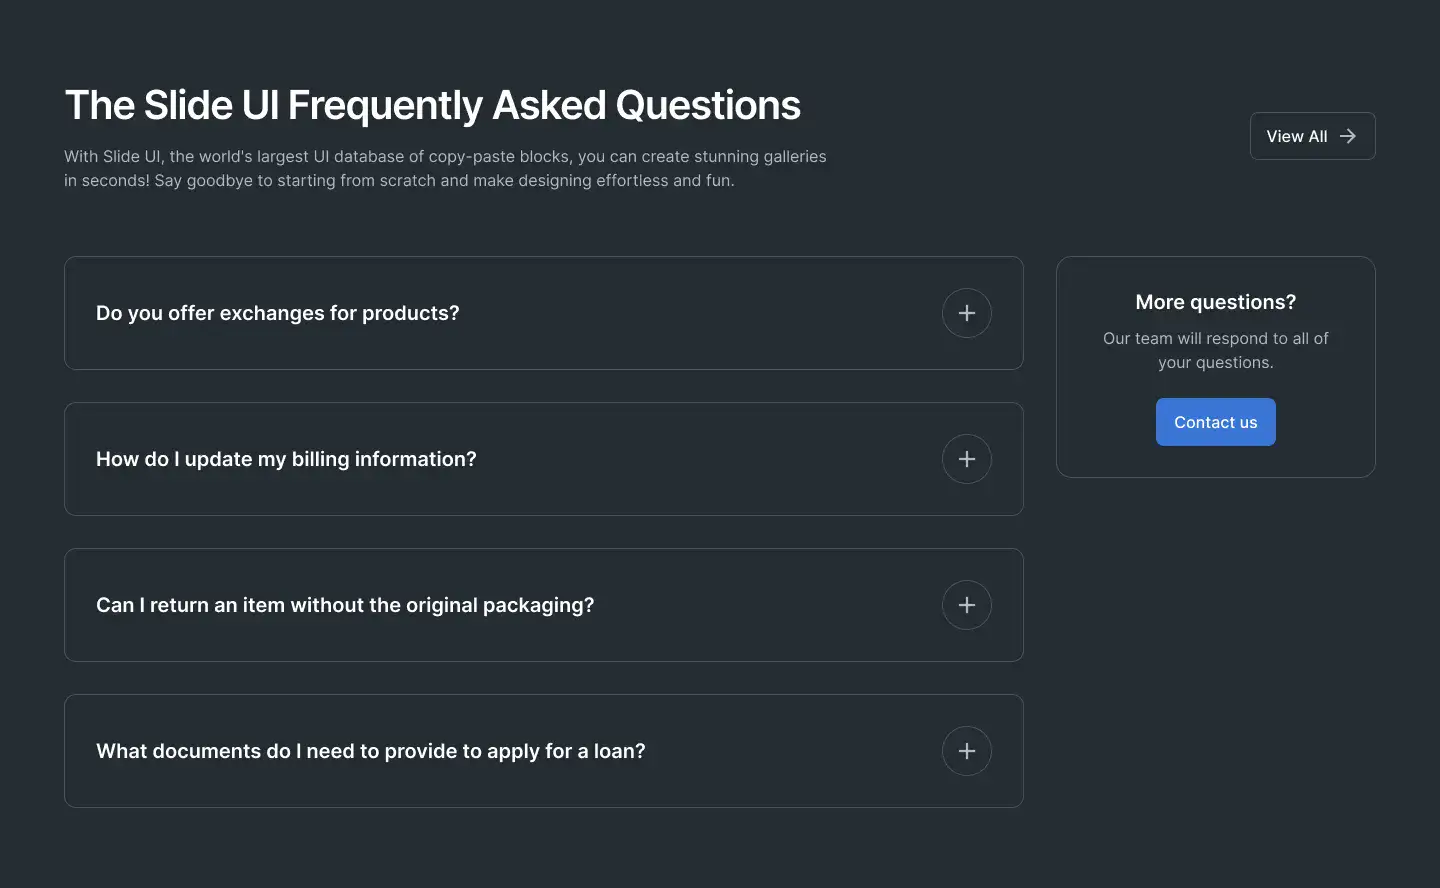 The Slide UI Frequently Asked Questions
With Slide UI, the world's largest UI database of copy-paste blocks, you can create stunning galleries
in seconds! Say goodbye to starting from scratch and make designing effortless and fun.
View All
Do you offer exchanges for products?
How do I update my billing information?
Can I return an item without the original packaging?
What documents do I need to provide to apply for a loan?
More questions?
Our team will respond to all of
your questions.
Contact us